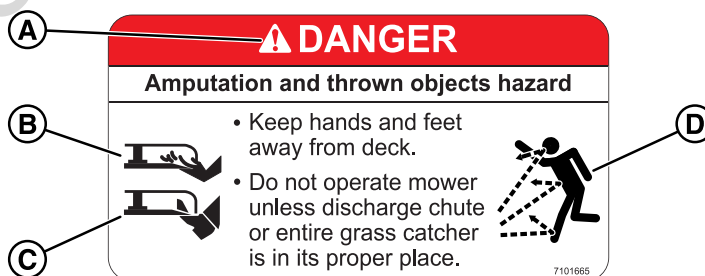 A
DANGER
Amputation and thrown objects hazard
B
• Keep hands and feet
away from deck.
D
• Do not operate mower
unless discharge chute
or entire grass catcher
is in its proper place.
C
7101665